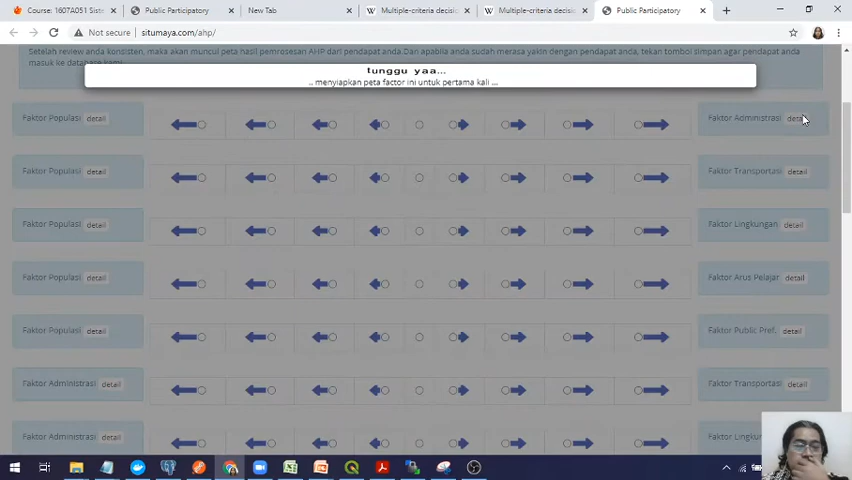 Course: 1607A051 Sist
Public Participatory
New Tab
Multiple-criteria decisio
Multiple-criteria decision
Public Participatory
Not secure
situmaya.com/ahp/
Setelah review anda konsisten, maka akan muncul peta hasil pemrosesan AHP dari pendapat anda.Dan apabila anda sudah merasa yakin dengan pendapat anda, tekan tombol simpan agar pendapat anda
masuk ke database kami
tunggu yaa...
.. menyiapkan peta factor ini untuk pertama kali ...
Faktor Populasi detail
Faktor Administrasi detail
Faktor Populasi detail
Faktor Transportasi detail
Faktor Populasi detail
Faktor Lingkungan detail
Faktor Populasi detail
Faktor Arus Pelajar detail
Faktor Populasi detail
Faktor Public Pref. detail
Faktor Administrasi detail
Faktor Transportasi detail
Faktor Administrasi detail
Faktor Lingku